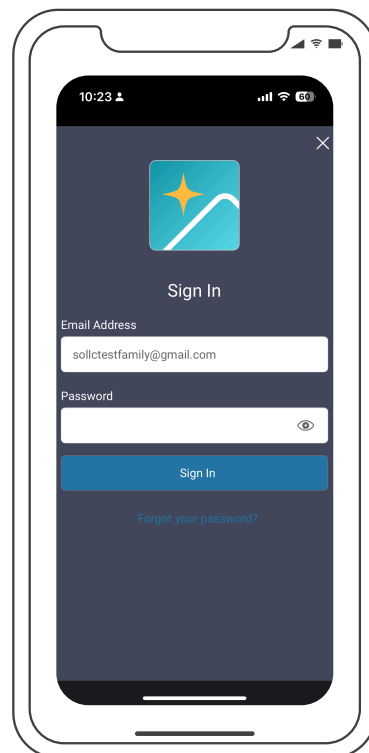 10:23
60
Sign In
Email Address
sollctestfamily@gmail.com
Password
Sign In
Forgot your password?